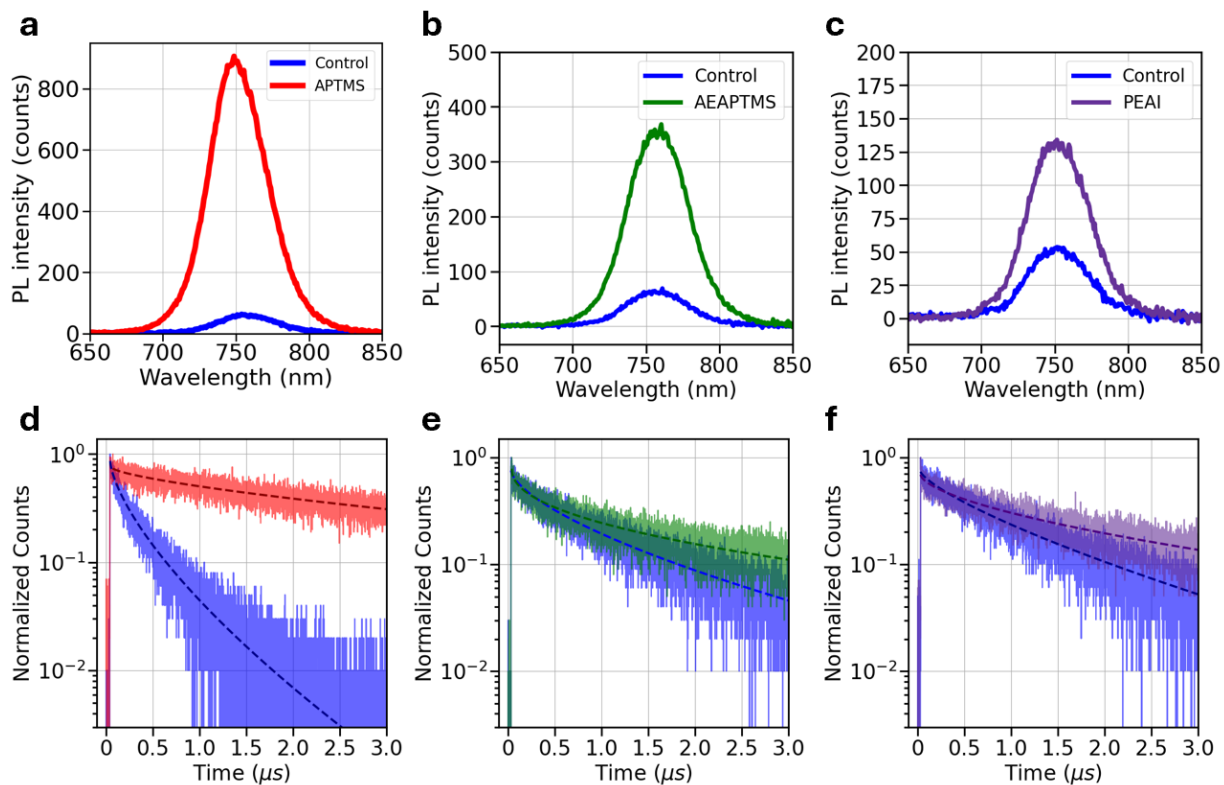 a
PL intensity (counts)
800
600
400
200
0
650
700
750
800
850
Wavelength (nm)
Control
APTMS
b
PL intensity (counts)
500
400
300
200
100
0
650
700
750
800
850
Wavelength (nm)
Control
AEAPTMS
c
PL intensity (counts)
200
175
150
125
100
75
50
25
0
650
700
750
800
850
Wavelength (nm)
Control
PEAI
d
Normalized Counts
10⁰
10⁻¹
10⁻²
0
0.5
1.0
1.5
2.0
2.5
3.0
Time (μs)
e
Normalized Counts
10⁰
10⁻¹
10⁻²
0
0.5
1.0
1.5
2.0
2.5
3.0
Time (μs)
f
Normalized Counts
10⁰
10⁻¹
10⁻²
0
0.5
1.0
1.5
2.0
2.5
3.0
Time (μs)